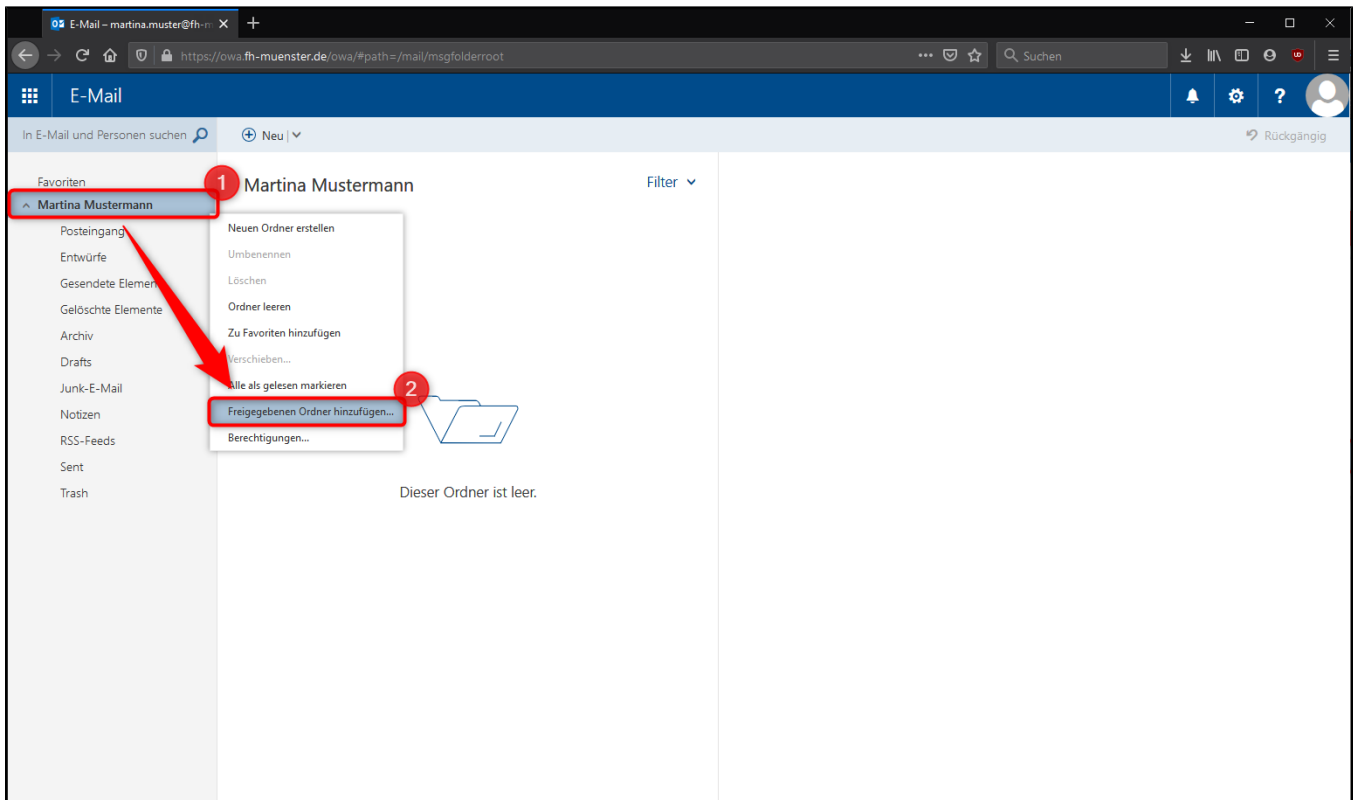 E-Mail – martina.muster@fh-m
https://owa.fh-muenster.de/owa/#path=/mail/msgfolderroot
Suchen
E-Mail
?
In E-Mail und Personen suchen
Neu
Rückgängig
Favoriten
1
Martina Mustermann
Filter
Martina Mustermann
Posteingang
Entwürfe
Gesendete Elemen
Gelöschte Elemente
Archiv
Drafts
Junk-E-Mail
Notizen
RSS-Feeds
Sent
Trash
Neuen Ordner erstellen
Umbenennen
Löschen
Ordner leeren
Zu Favoriten hinzufügen
Verschieben...
Alle als gelesen markieren
2
Freigegebenen Ordner hinzufügen...
Berechtigungen...
Dieser Ordner ist leer.